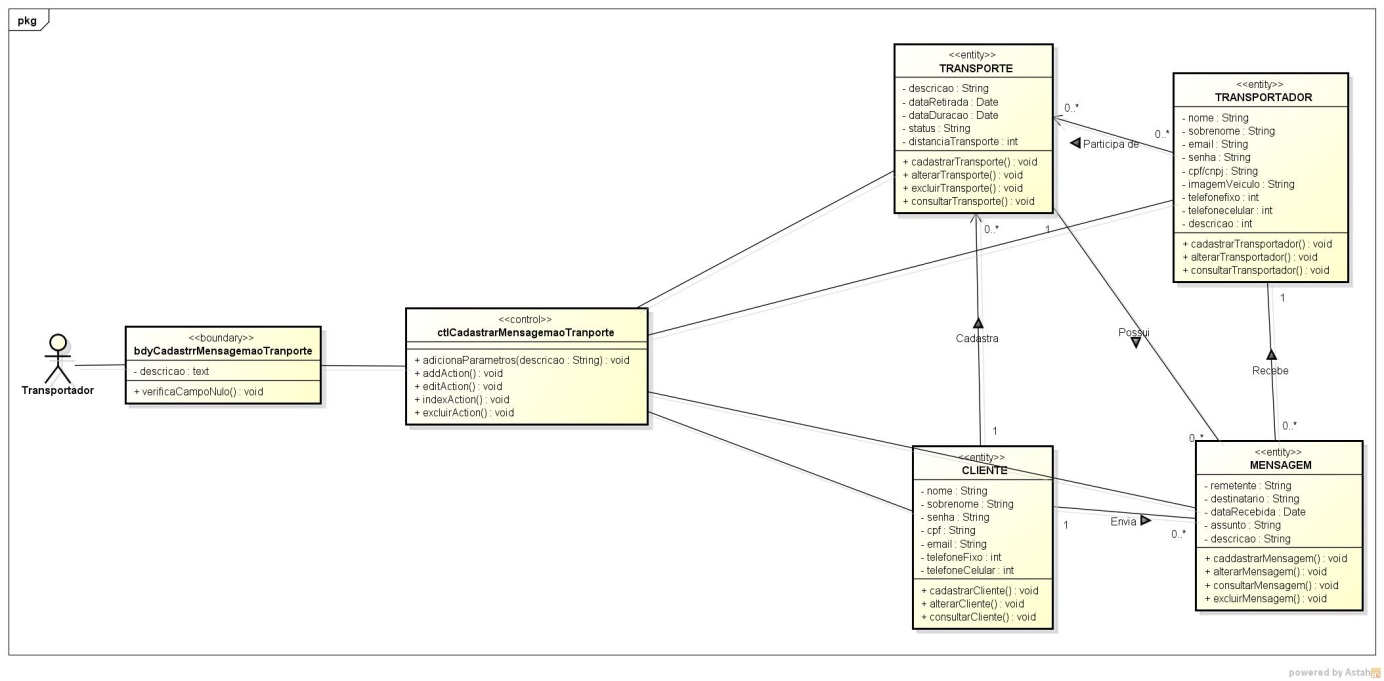 pkg
Transportador
<<boundary>>
bdyCadastrrMensagemaoTranporte
- descricao : text
+ verificaCampoNulo() : void
<<control>>
ctlCadastrarMensagemaoTranporte
+ adicionaParametros(descricao : String) : void
+ addAction() : void
+ editAction() : void
+ indexAction() : void
+ excluirAction() : void
<<entity>>
TRANSPORTE
- descricao : String
- dataRetirada : Date
- dataDuracao : Date
- status : String
- distanciaTransporte : int
+ cadastrarTransporte() : void
+ alterarTransporte() : void
+ excluirTransporte() : void
+ consultarTransporte() : void
0..*
0..*
Participa de
<<entity>>
TRANSPORTADOR
- nome : String
- sobrenome : String
- email : String
- senha : String
- cpf/cnpj : String
- imagemVeiculo : String
- telefonefixo : int
- telefonecelular : int
- descricao : int
+ cadastrarTransportador() : void
+ alterarTransportador() : void
+ consultarTransportador() : void
0..*
1
Cadastra
1
Possui
0..*
1
Recebe
0..*
<<entity>>
CLIENTE
- nome : String
- sobrenome : String
- senha : String
- cpf : String
- email : String
- telefoneFixo : int
- telefoneCelular : int
+ cadastrarCliente() : void
+ alterarCliente() : void
+ consultarCliente() : void
Envia
1
0..*
<<entity>>
MENSAGEM
- remetente : String
- destinatario : String
- dataRecebida : Date
- assunto : String
- descricao : String
+ caddastrarMensagem() : void
+ alterarMensagem() : void
+ consultarMensagem() : void
+ excluirMensagem() : void
powered by Astah